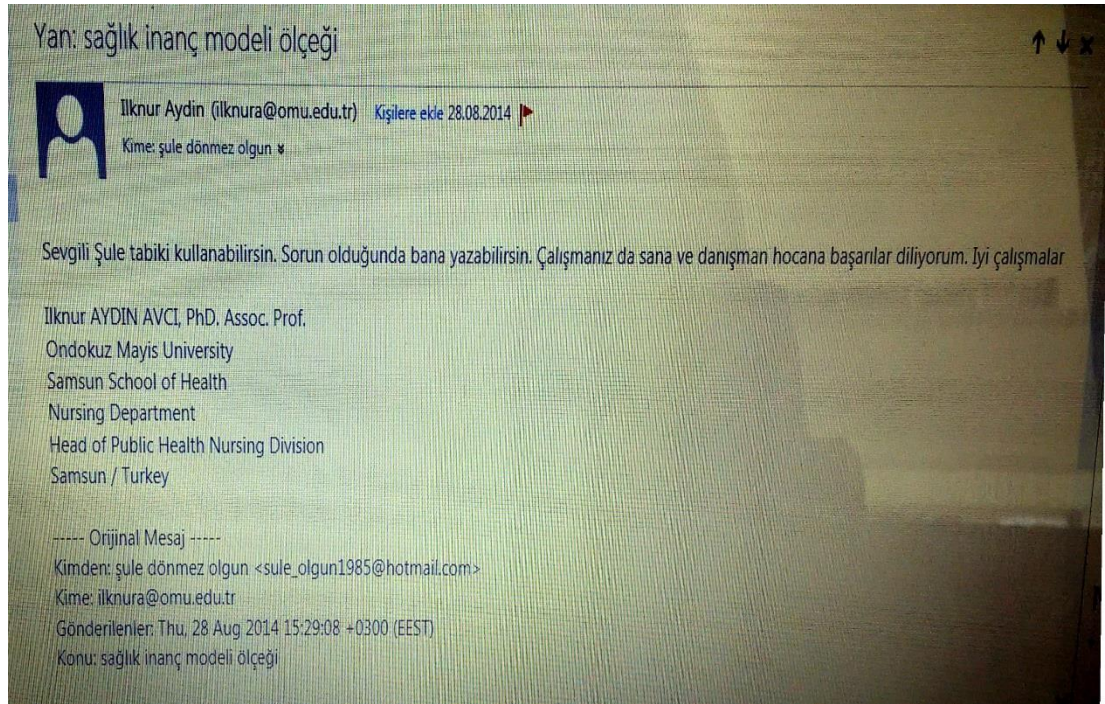 Yan: sağlık inanç modeli ölçeği
Ilknur Aydin (ilknura@omu.edu.tr) Kişilere ekle 28.08.2014
Kime: şule dönmez olgun
Sevgili Şule tabiki kullanabilirsin. Sorun olduğunda bana yazabilirsin. Çalışmanız da sana ve danışman hocana başarılar diliyorum. Iyi çalışmalar
Ilknur AYDIN AVCI, PhD. Assoc. Prof.
Ondokuz Mayis University
Samsun School of Health
Nursing Department
Head of Public Health Nursing Division
Samsun / Turkey
----- Orijinal Mesaj -----
Kimden: şule dönmez olgun <sule_olgun1985@hotmail.com>
Kime: ilknura@omu.edu.tr
Gönderilenler: Thu, 28 Aug 2014 15:29:08 +0300 (EEST)
Konu: sağlık inanç modeli ölçeği